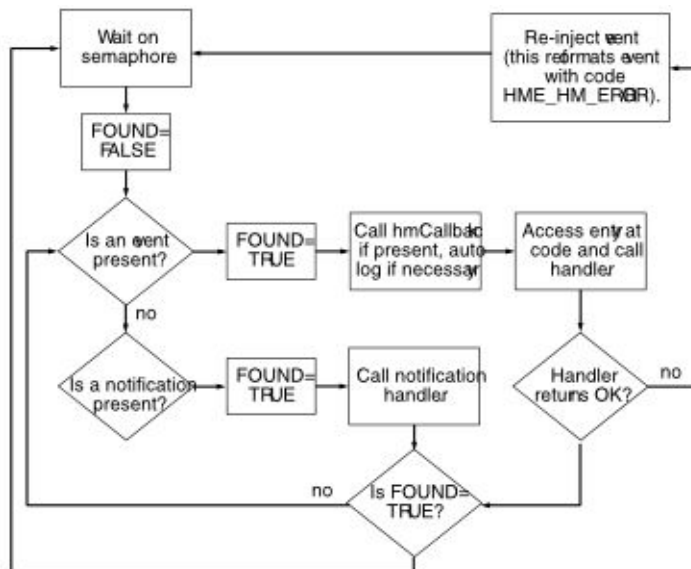 Wait on
semaphore
Re-inject event
(this reformats event
with code
HME_HM_ERROR).
FOUND=
FALSE
Is an event
present?
FOUND=
TRUE
Call hmCallback
if present, auto
log if necessary
Access entry at
code and call
handler.
no
Is a notification
present?
FOUND=
TRUE
Call notification
handler.
Handler
returns OK?
no
no
Is FOUND=
TRUE?